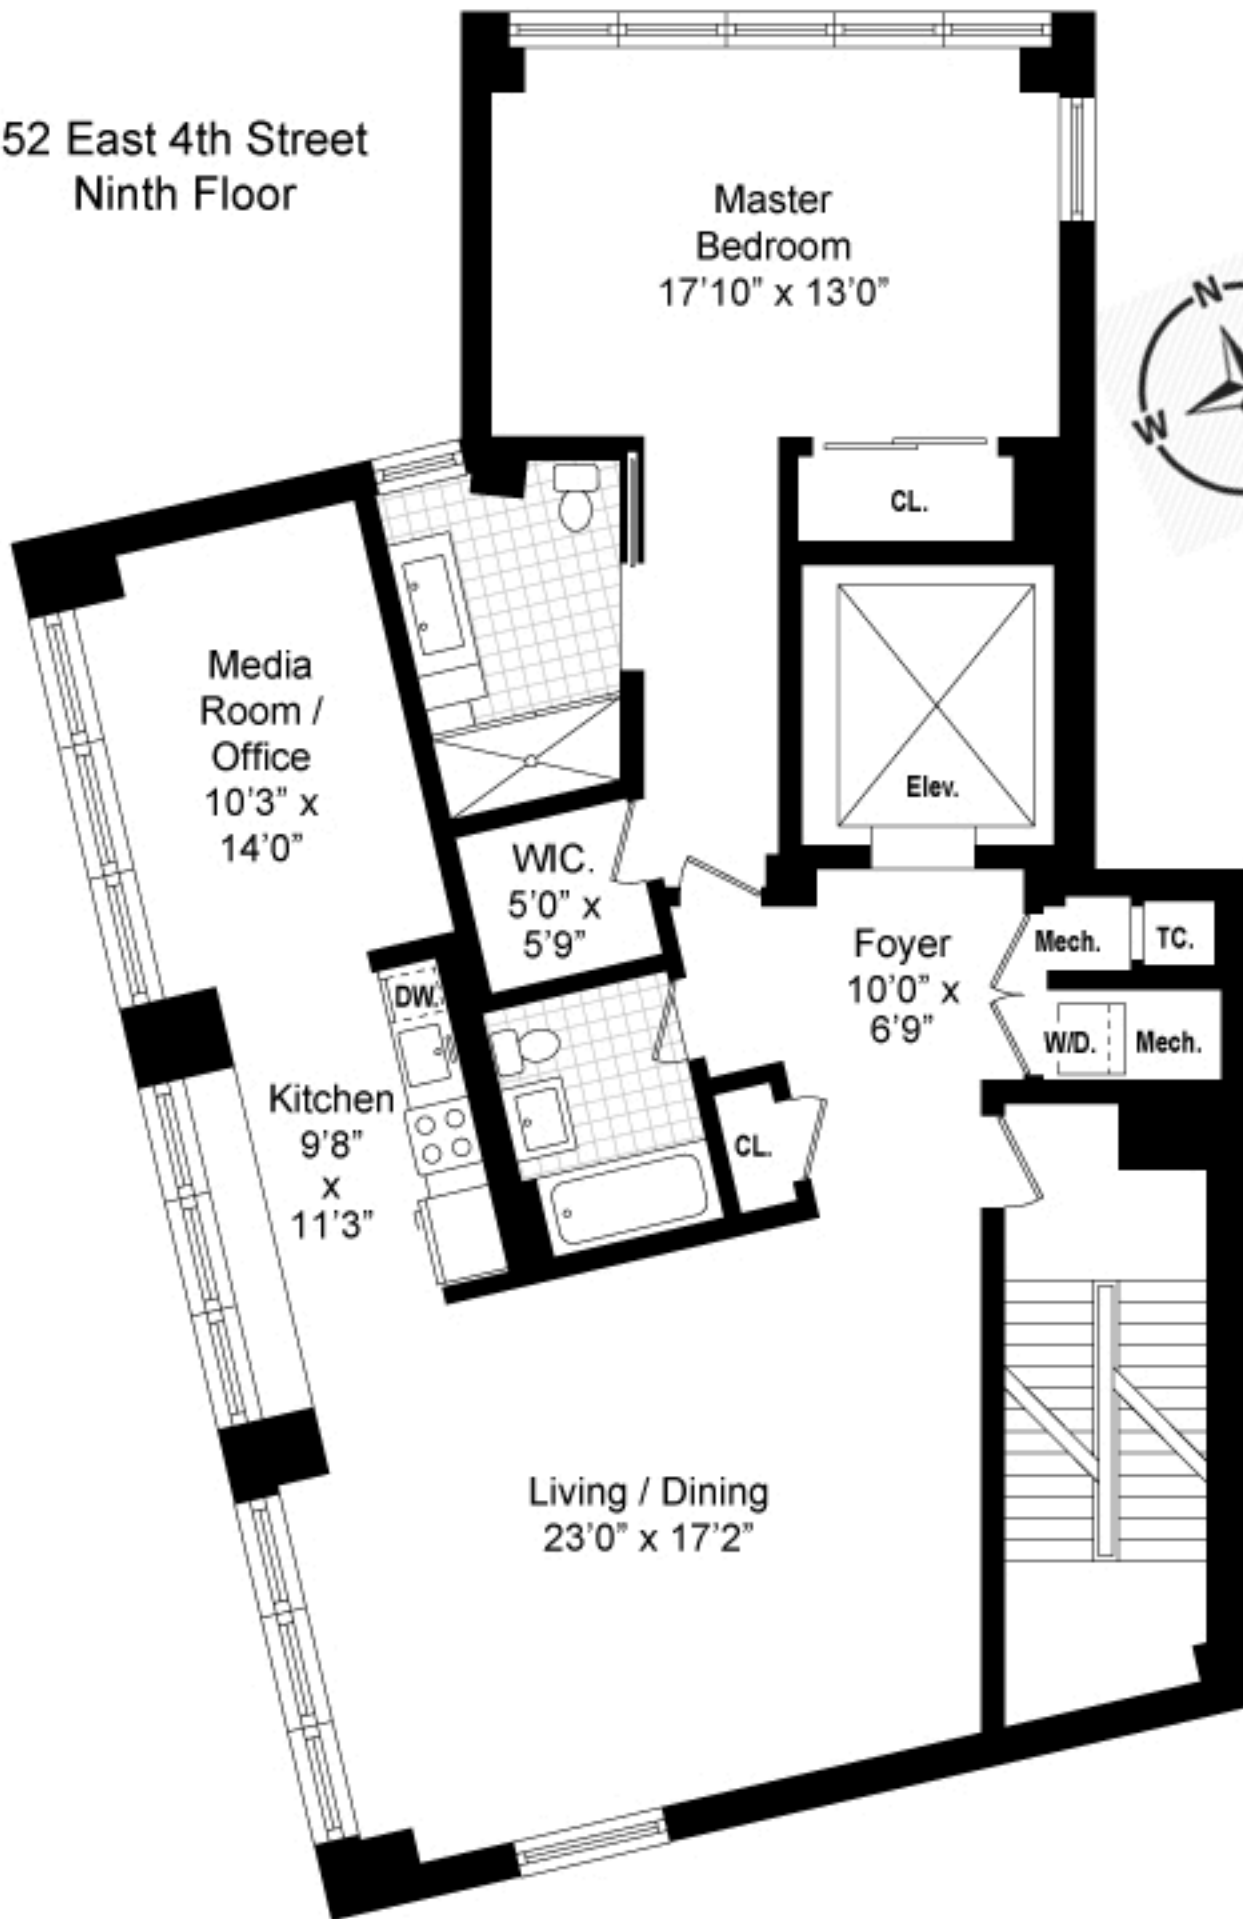 52 East 4th Street
Ninth Floor
Master
Bedroom
17'10” x 13'0”
N
W
CL.
Media
Room /
Office
10'3” x
14'0”
Elev.
WIC.
5'0” x
5'9”
Foyer
10'0” x
6'9”
Mech.
TC.
DW.
W/D.
Mech.
Kitchen
9'8”
x
11'3”
CL.
Living / Dining
23'0” x 17'2”